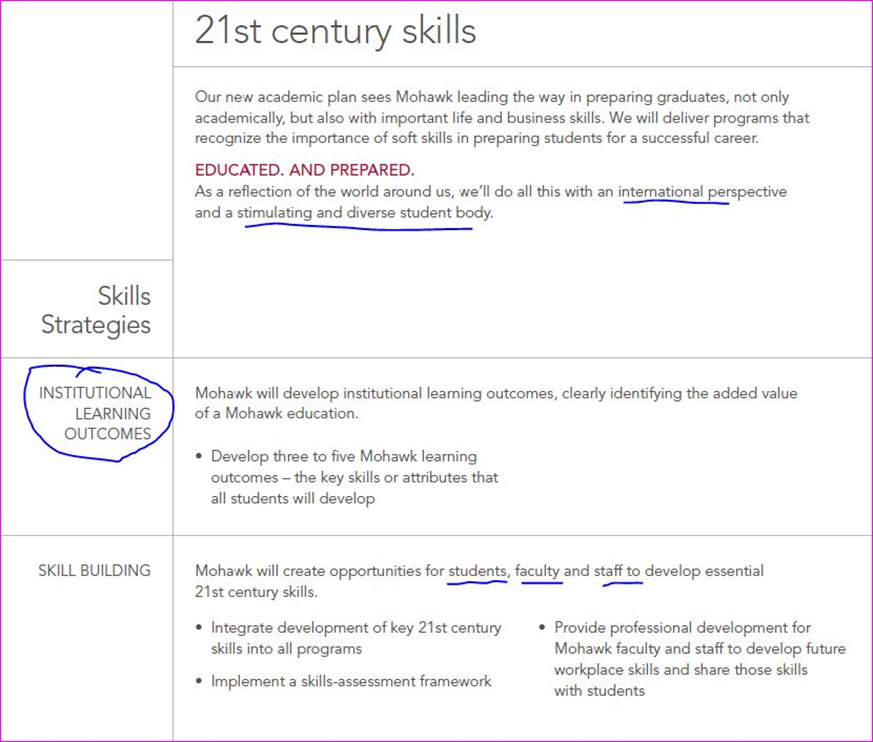 21st century skills
Our new academic plan sees Mohawk leading the way in preparing graduates, not only
academically, but also with important life and business skills. We will deliver programs that
recognize the importance of soft skills in preparing students for a successful career.
EDUCATED. AND PREPARED.
As a reflection of the world around us, we’ll do all this with an international perspective
and a stimulating and diverse student body.
Skills
Strategies
INSTITUTIONAL
LEARNING
OUTCOMES
Mohawk will develop institutional learning outcomes, clearly identifying the added value
of a Mohawk education.
• Develop three to five Mohawk learning
outcomes – the key skills or attributes that
all students will develop
SKILL BUILDING
Mohawk will create opportunities for students, faculty and staff to develop essential
21st century skills.
• Integrate development of key 21st century
skills into all programs
• Implement a skills-assessment framework
• Provide professional development for
Mohawk faculty and staff to develop future
workplace skills and share those skills
with students